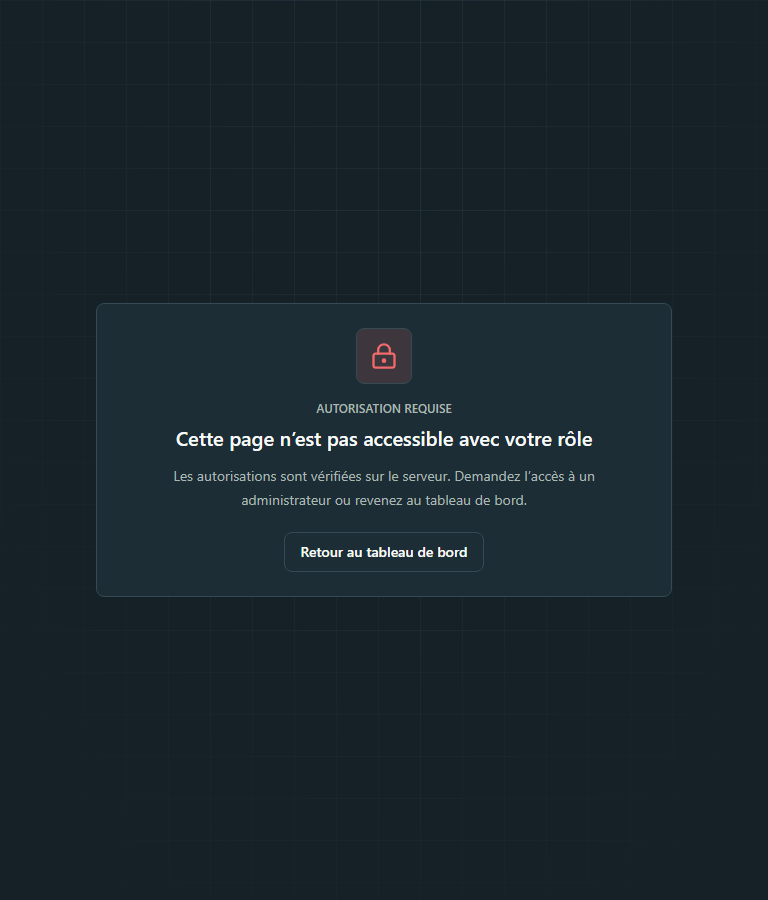 AUTORISATION REQUISE
Cette page n’est pas accessible avec votre rôle
Les autorisations sont vérifiées sur le serveur. Demandez l’accès à un
administrateur ou revenez au tableau de bord.
Retour au tableau de bord